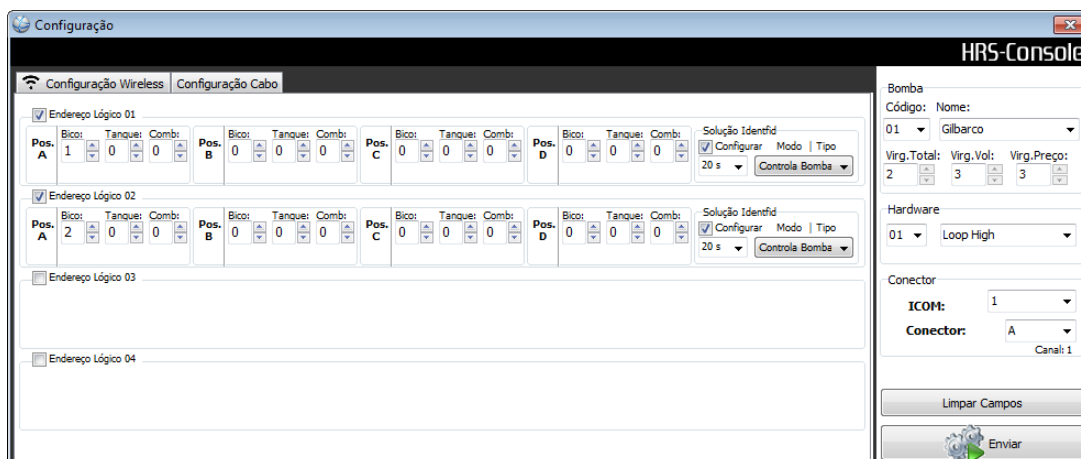 Configuração
HRS-Console
Configuração Wireless Configuração Cabo
Endereço Lógico 01
Pos. A Bico: 1 Tanque: 0 Comb: 0 Pos. B Bico: 0 Tanque: 0 Comb: 0 Pos. C Bico: 0 Tanque: 0 Comb: 0 Pos. D Bico: 0 Tanque: 0 Comb: 0
Solução Identfid
Configurar Modo | Tipo
20 s Controla Bomba
Endereço Lógico 02
Pos. A Bico: 2 Tanque: 0 Comb: 0 Pos. B Bico: 0 Tanque: 0 Comb: 0 Pos. C Bico: 0 Tanque: 0 Comb: 0 Pos. D Bico: 0 Tanque: 0 Comb: 0
Solução Identfid
Configurar Modo | Tipo
20 s Controla Bomba
Endereço Lógico 03
Endereço Lógico 04
Bomba
Código: Nome:
01 Gilbarco
Virg.Total: Virg.Vol: Virg.Preço:
2 3 3
Hardware
01 Loop High
Conector
ICOM: 1
Conector: A
Canal: 1
Limpar Campos
Enviar